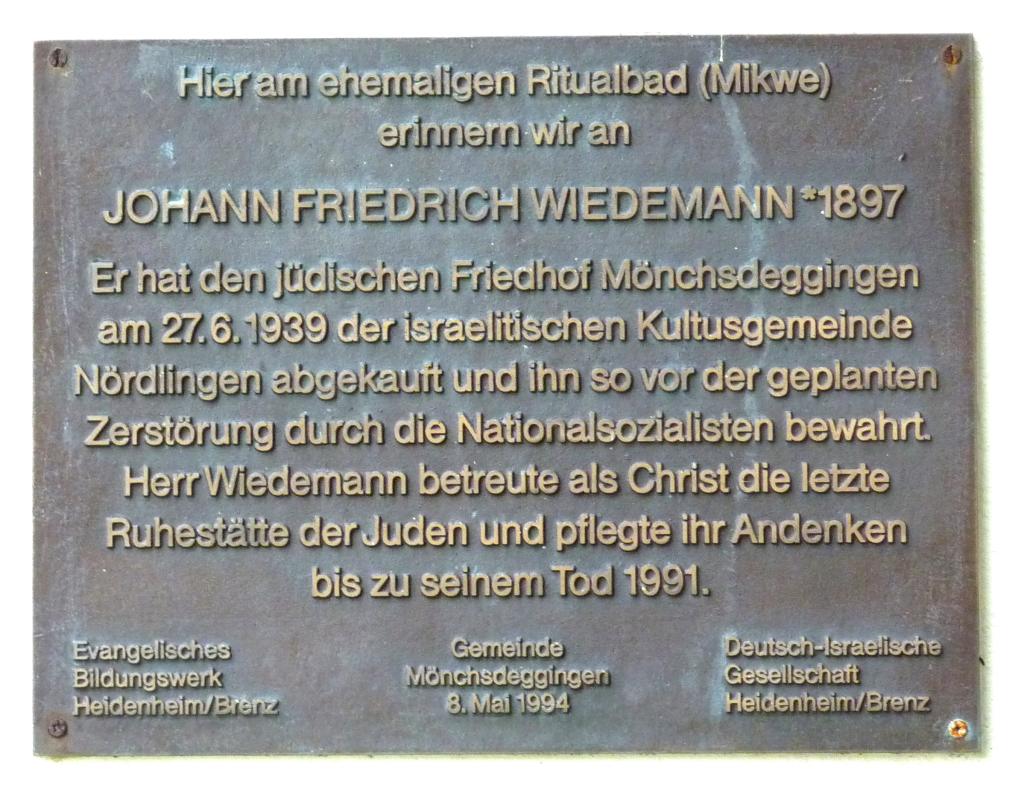 Hier am ehemaligen Ritualbad (Mikwe)
erinnern wir an
JOHANN FRIEDRICH WIEDEMANN *1897
Er hat den jüdischen Friedhof Mönchsdeggingen
am 27.6.1939 der israelitischen Kultusgemeinde
Nördlingen abgekauft und ihn so vor der geplanten
Zerstörung durch die Nationalsozialisten bewahrt.
Herr Wiedemann betreute als Christ die letzte
Ruhestätte der Juden und pflegte ihr Andenken
bis zu seinem Tod 1991.
Evangelisches
Bildungswerk
Heidenheim/Brenz
Gemeinde
Mönchsdeggingen
8. Mai 1994
Deutsch-Israelische
Gesellschaft
Heidenheim/Brenz